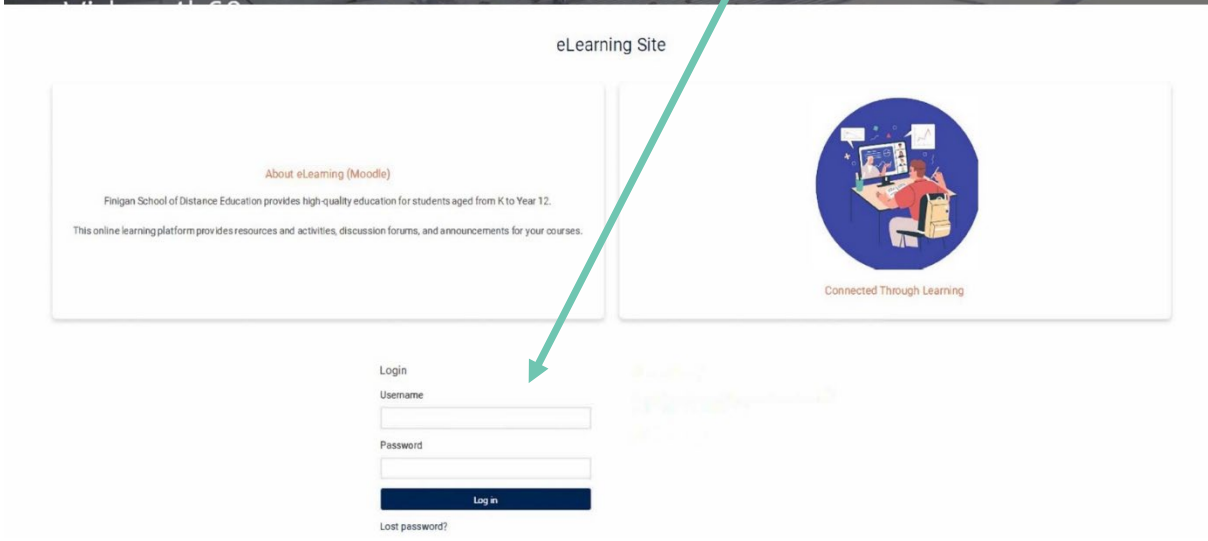 eLearning Site
About eLearning (Moodle)
Finigan School of Distance Education provides high-quality education for students aged from K to Year 12.
This online learning platform provides resources and activities, discussion forums, and announcements for your courses.
Connected Through Learning
Login
Username
Password
Log in
Lost password?